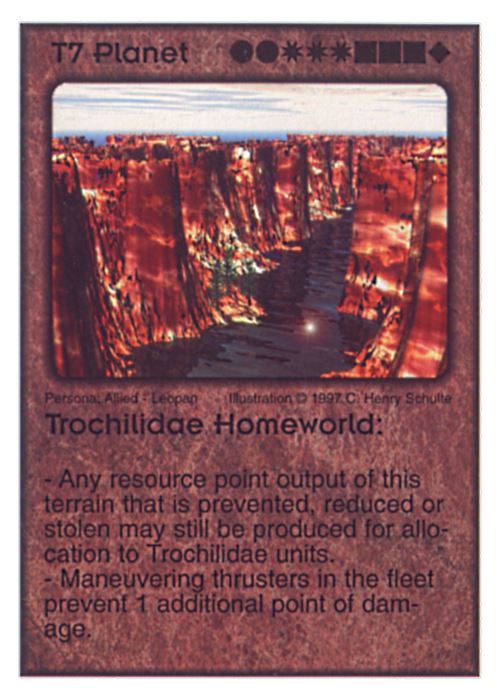 T7 Planet
Persona; Allied - Leopap - Illustration © 1997 C. Henry Schulte
Trochilidae Homeworld:
- Any resource point output of this
terrain that is prevented, reduced or
stolen may still be produced for allo-
cation to Trochilidae units.
- Maneuvering thrusters in the fleet
prevent 1 additional point of dam-
age.